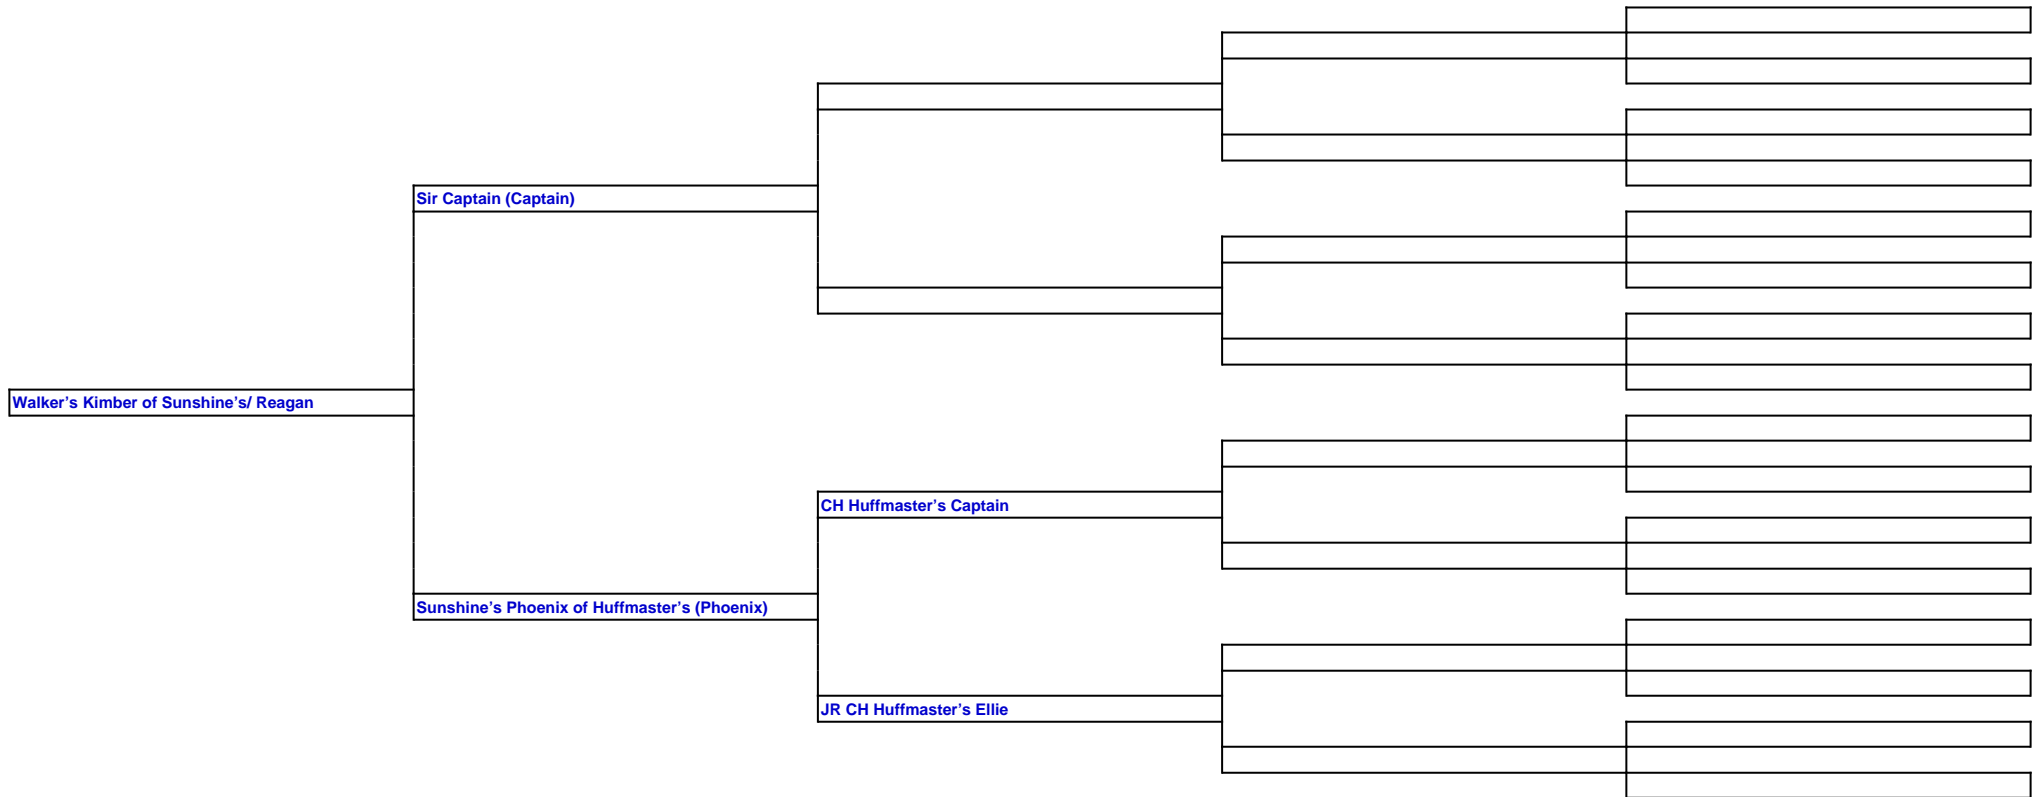 Sir Captain (Captain)
Walker’s Kimber of Sunshine’s/ Reagan
CH Huffmaster’s Captain
Sunshine’s Phoenix of Huffmaster’s (Phoenix)
JR CH Huffmaster’s Ellie